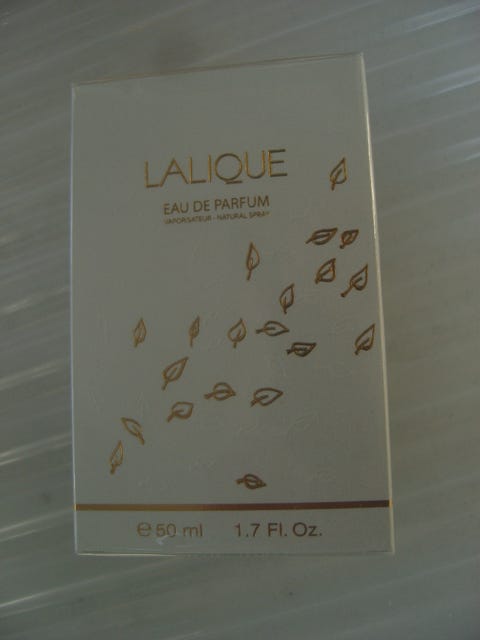 LALIQUE
EAU DE PARFUM
VAPORISATEUR - NATURAL SPRAY
℮ 50 ml 1.7 Fl. Oz.